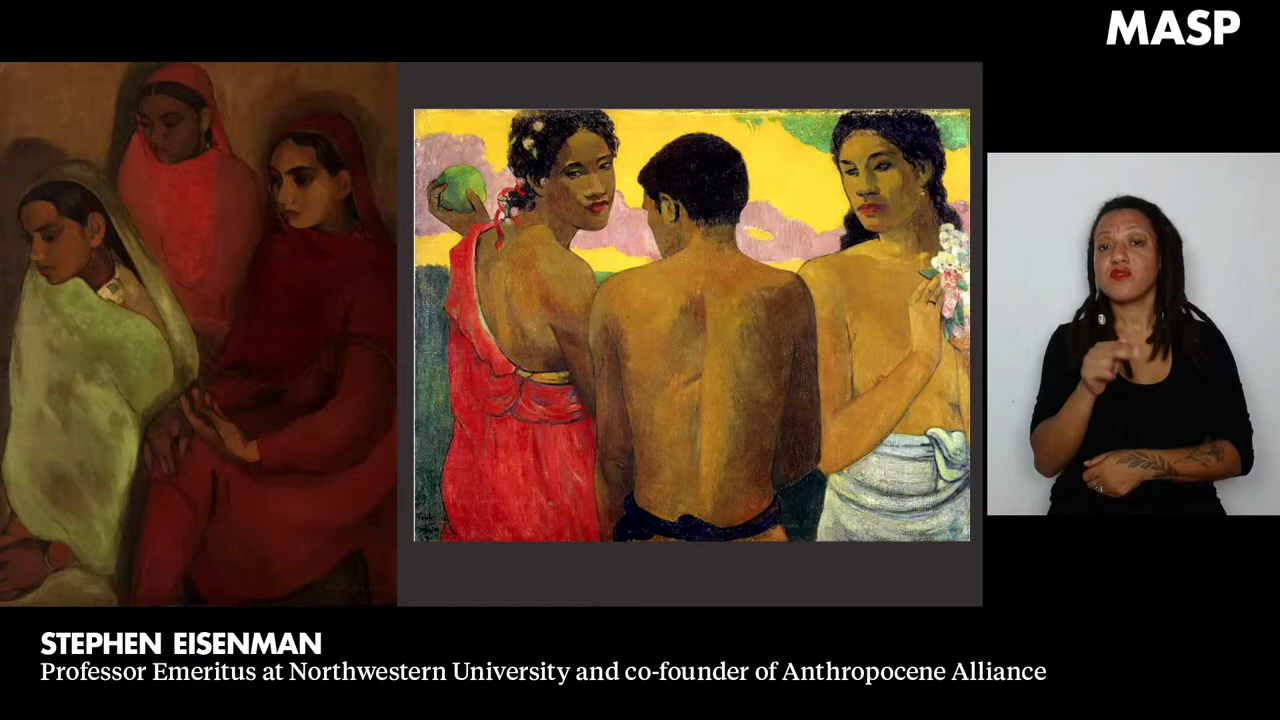 MASP
STEPHEN EISENMAN
Professor Emeritus at Northwestern University and co-founder of Anthropocene Alliance